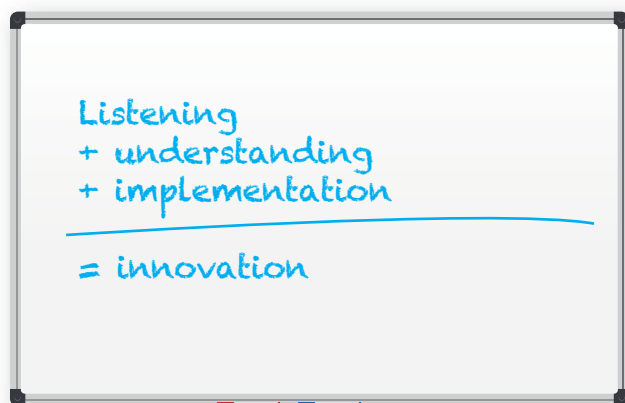 Listening
+ understanding
+ implementation
= innovation